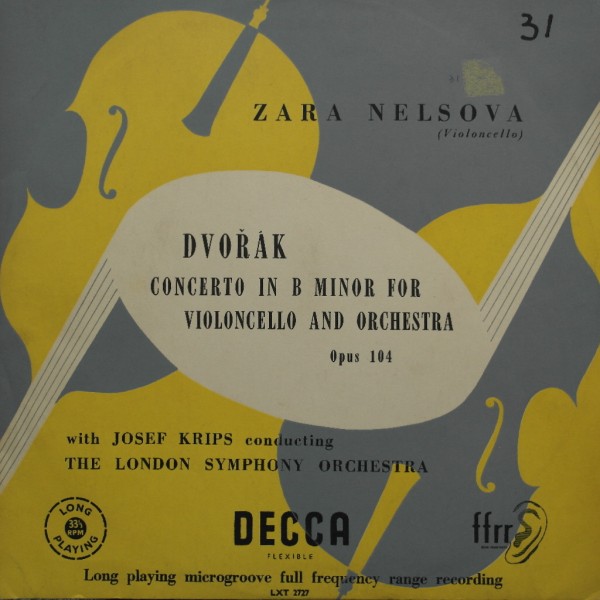 31
ZARA NELSOVA
(Violoncello)
DVOŘÁK
CONCERTO IN B MINOR FOR
VIOLONCELLO AND ORCHESTRA
Opus 104
with JOSEF KRIPS conducting
THE LONDON SYMPHONY ORCHESTRA
LONG
33⅓
RPM
PLAYING
DECCA
FLEXIBLE
ffrr
Long playing microgroove full frequency range recording
LXT 2727